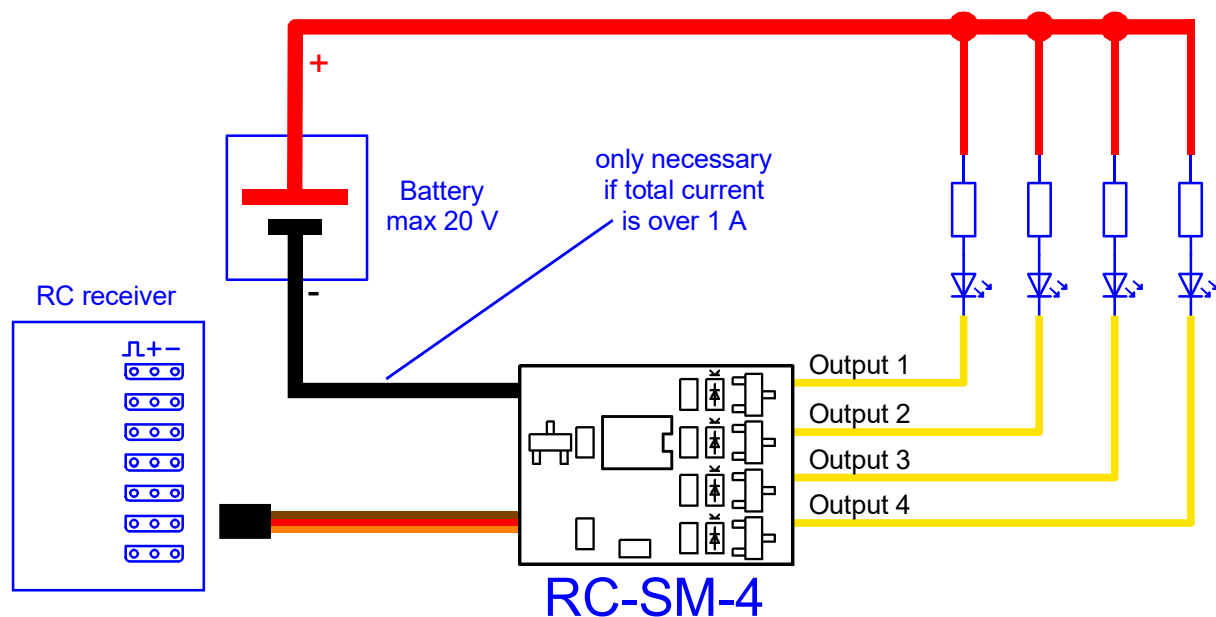 +
only necessary
if total current
is over 1 A
Battery
max 20 V
-
RC receiver
+ −
Output 1
Output 2
Output 3
Output 4
RC-SM-4